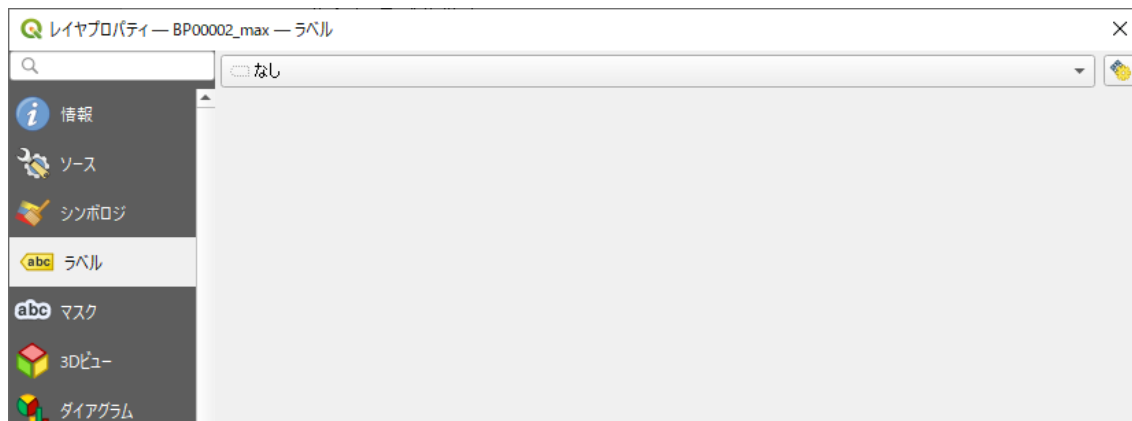 レイヤプロパティ — BP00002_max — ラベル
なし
情報
ソース
シンボロジ
abc ラベル
abc マスク
3Dビュー
ダイアグラム